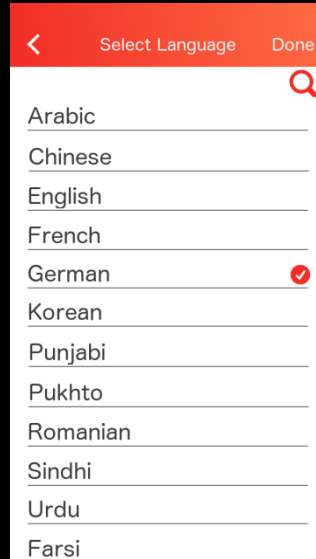 Select Language Done
Arabic
Chinese
English
French
German
Korean
Punjabi
Pukhto
Romanian
Sindhi
Urdu
Farsi